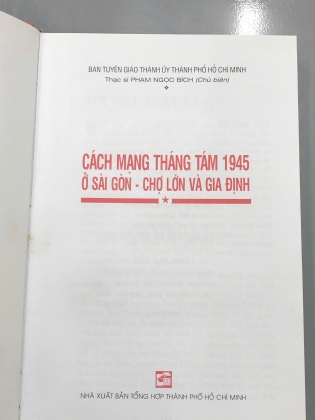 BAN TUYÊN GIÁO THÀNH ỦY THÀNH PHỐ HỒ CHÍ MINH
Thạc sĩ PHẠM NGỌC BÍCH (Chủ biên)
CÁCH MẠNG THÁNG TÁM 1945
Ở SÀI GÒN - CHỢ LỚN VÀ GIA ĐỊNH
NHÀ XUẤT BẢN TỔNG HỢP THÀNH PHỐ HỒ CHÍ MINH